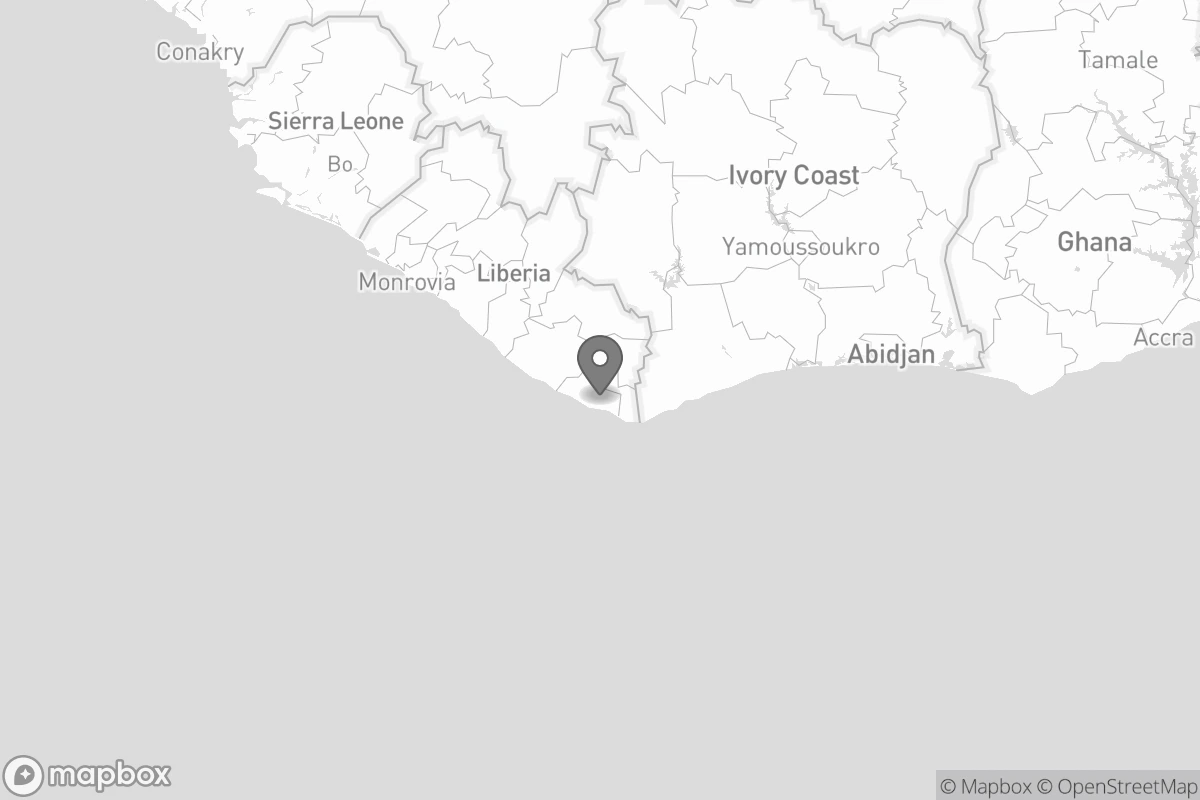 Conakry
Tamale
Sierra Leone
Bo
Ivory Coast
Ghana
Yamoussoukro
Liberia
Monrovia
Accra
Abidjan
mapbox
© Mapbox © OpenStreetMap